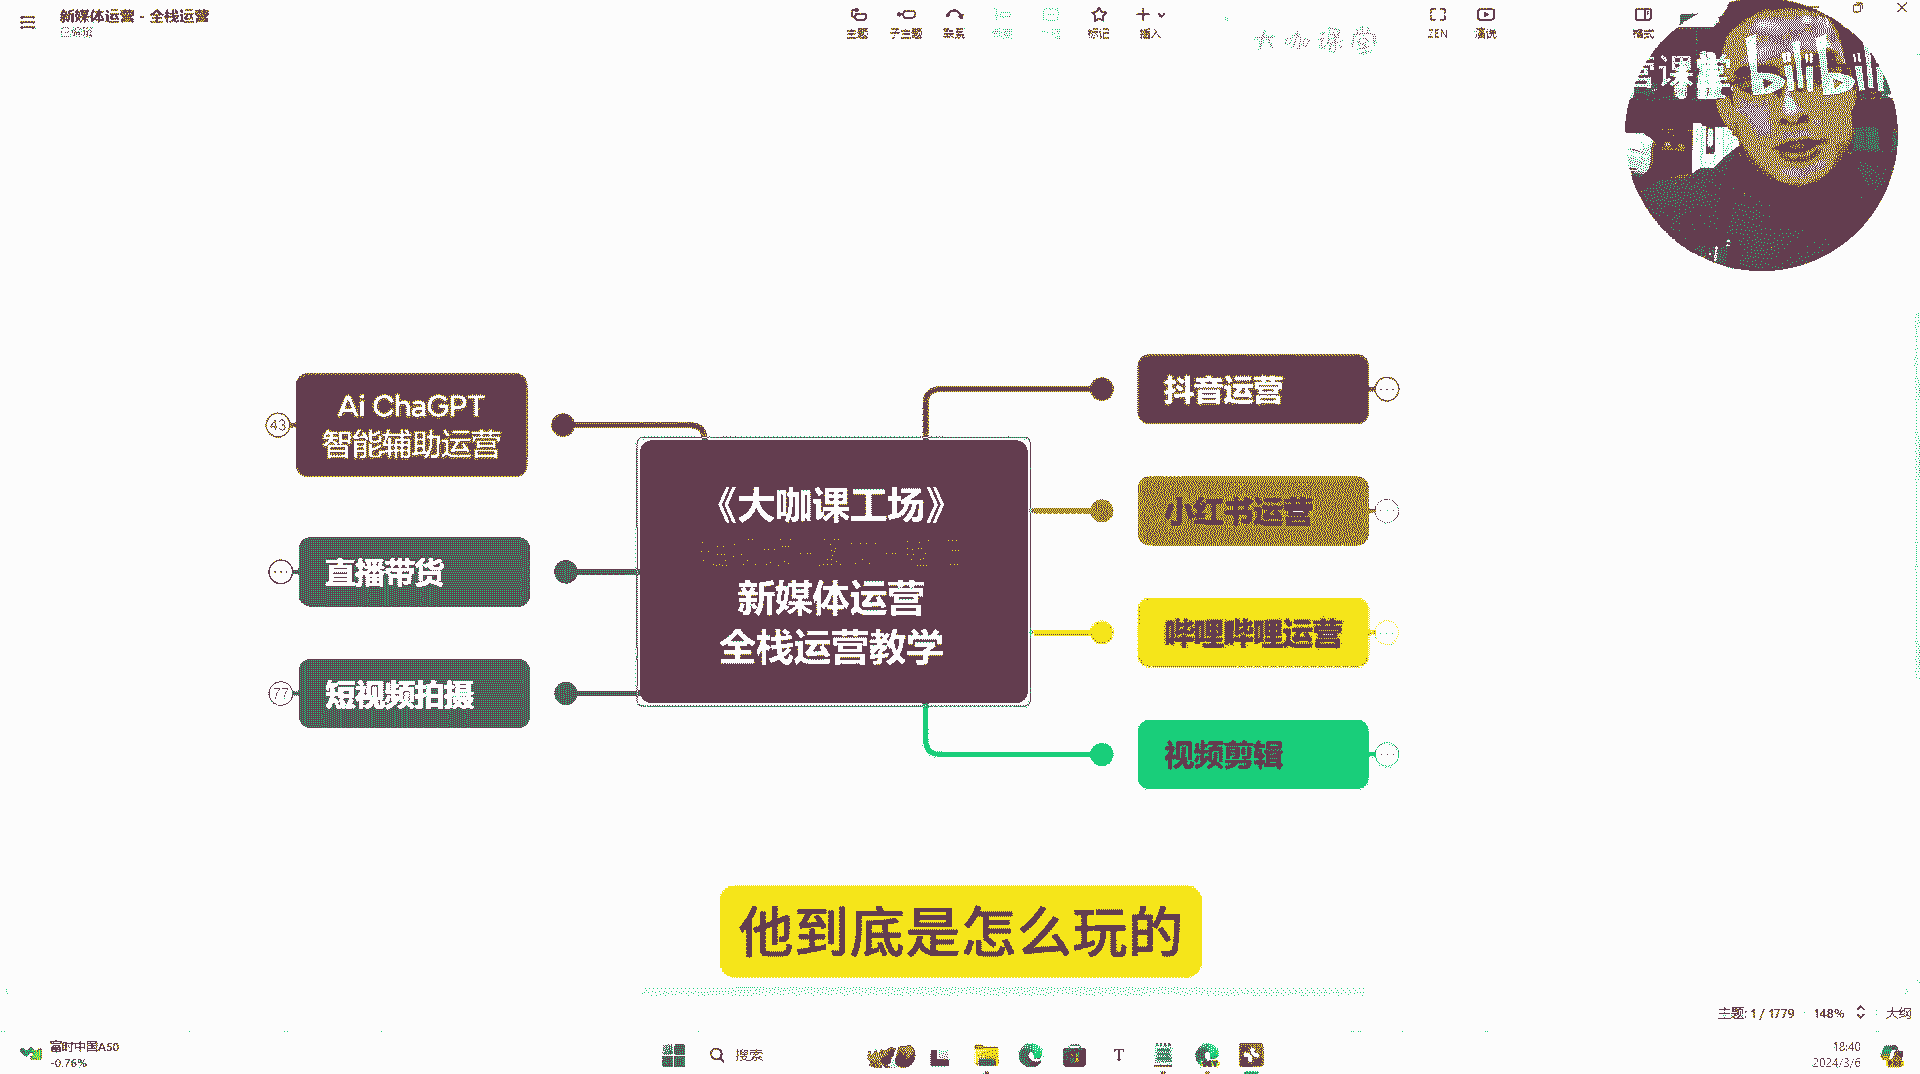 新媒体运营 - 全栈运营
已编辑
主题
子主题
联系
标记
插入
大咖课堂
ZEN
演说
格式
营课堂
bilibili
Ai ChaGPT
智能辅助运营
43
直播带货
短视频拍摄
77
《大咖课工场》
新媒体运营
全栈运营教学
抖音运营
小红书运营
哔哩哔哩运营
视频剪辑
他到底是怎么玩的
主题: 1 / 1779
148%
大纲
富时中国A50
-0.76%
搜索
18:40
2024/3/6